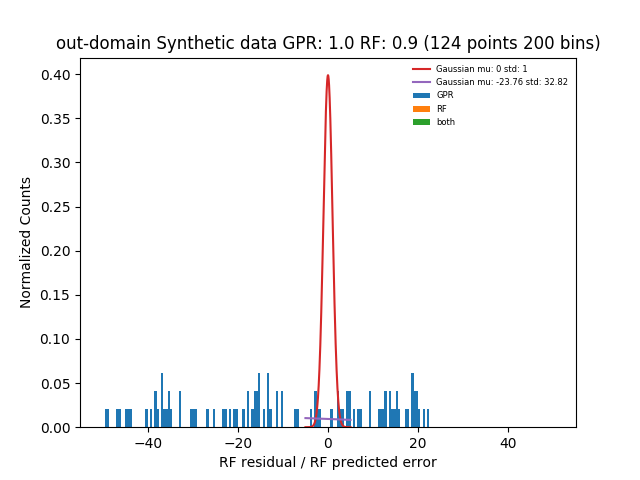 out-domain Synthetic data GPR: 1.0 RF: 0.9 (124 points 200 bins)
Gaussian mu: 0 std: 1
Gaussian mu: -23.76 std: 32.82
GPR
RF
both
Normalized Counts
0.40
0.35
0.30
0.25
0.20
0.15
0.10
0.05
0.00
−40 −20 0 20 40
RF residual / RF predicted error